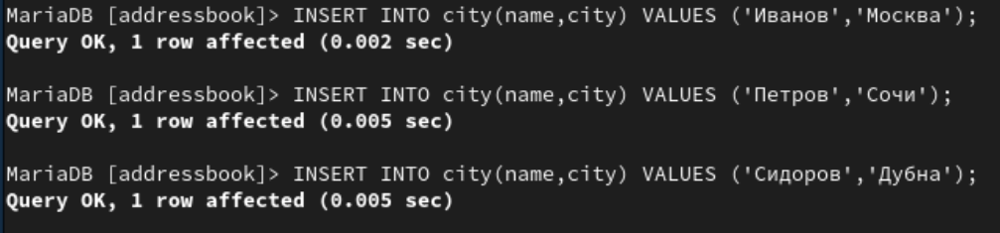 MariaDB [addressbook]> INSERT INTO city(name,city) VALUES ('Иванов','Москва');
Query OK, 1 row affected (0.002 sec)
MariaDB [addressbook]> INSERT INTO city(name,city) VALUES ('Петров','Сочи');
Query OK, 1 row affected (0.005 sec)
MariaDB [addressbook]> INSERT INTO city(name,city) VALUES ('Сидоров','Дубна');
Query OK, 1 row affected (0.005 sec)